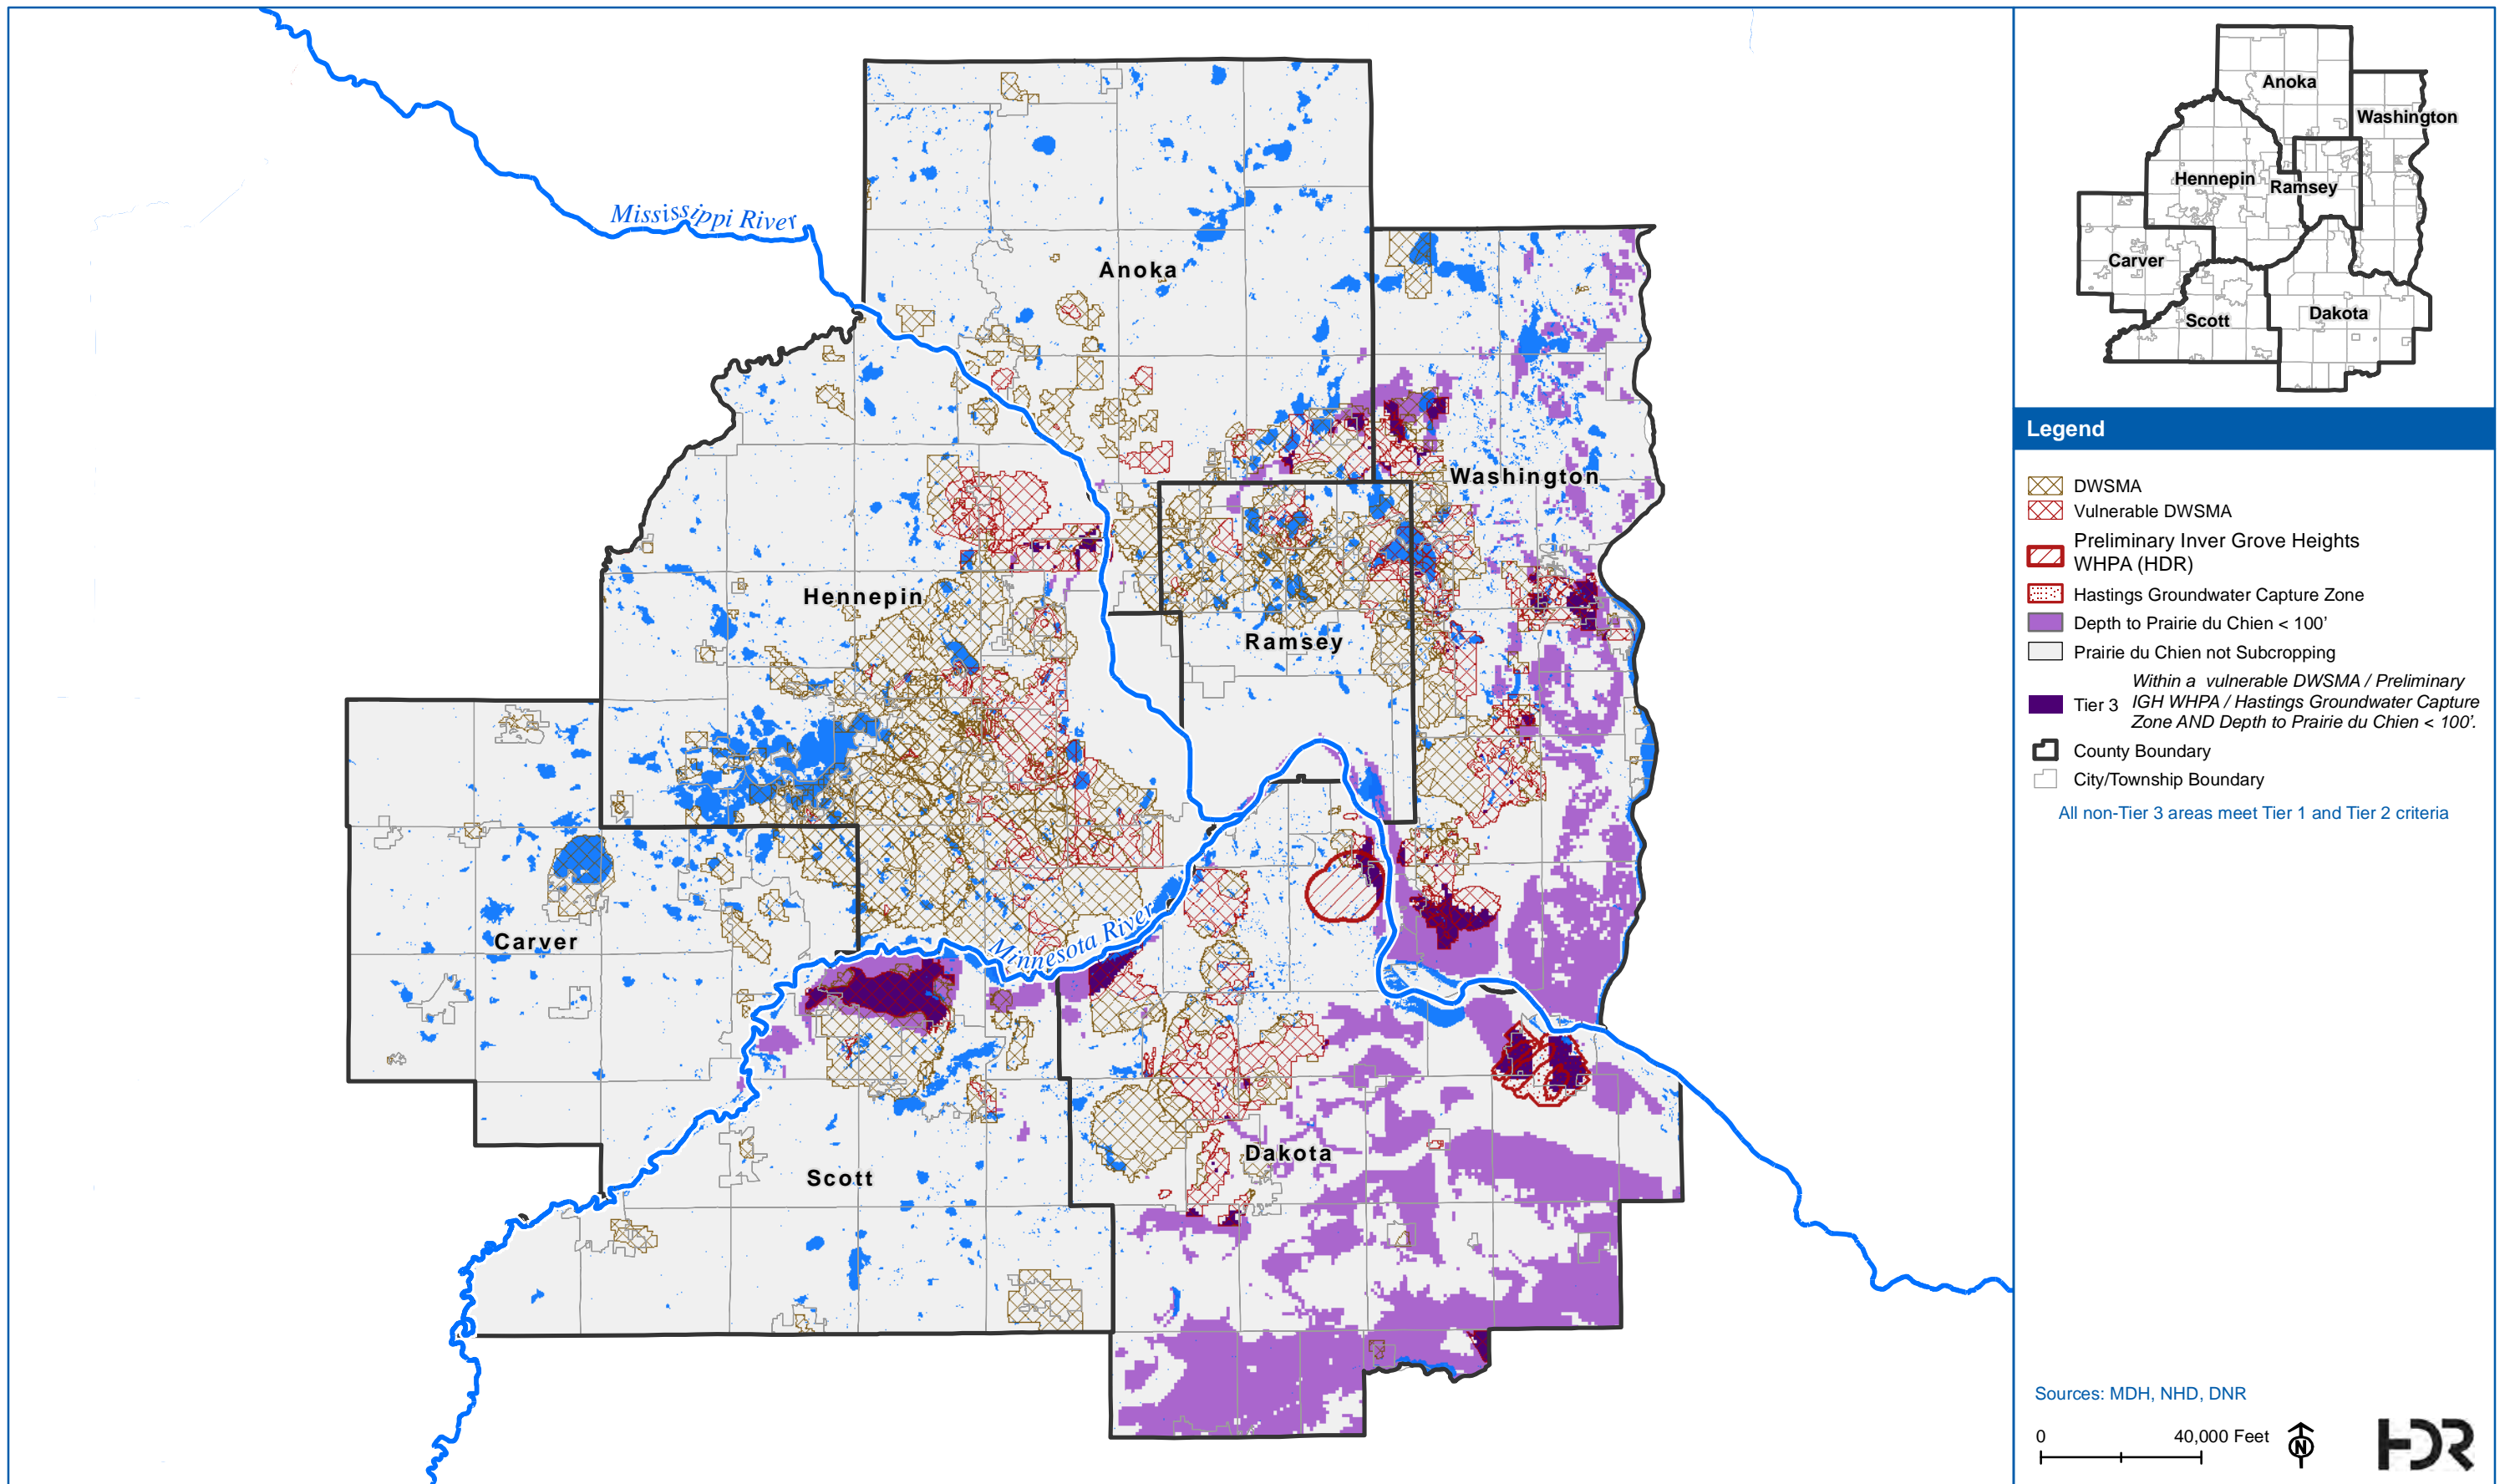 Mississippi River
Anoka
Washington
Hennepin
Ramsey
Carver
Minnesota River
Scott
Dakota
Anoka
Washington
Hennepin
Ramsey
Carver
Scott
Dakota
Legend
DWSMA
Vulnerable DWSMA
Preliminary Inver Grove Heights
WHPA (HDR)
Hastings Groundwater Capture Zone
Depth to Prairie du Chien < 100’
Prairie du Chien not Subcropping
Tier 3
Within a vulnerable DWSMA / Preliminary
IGH WHPA / Hastings Groundwater Capture
Zone AND Depth to Prairie du Chien < 100’.
County Boundary
City/Township Boundary
All non-Tier 3 areas meet Tier 1 and Tier 2 criteria
Sources: MDH, NHD, DNR
0 40,000 Feet
N
HDR